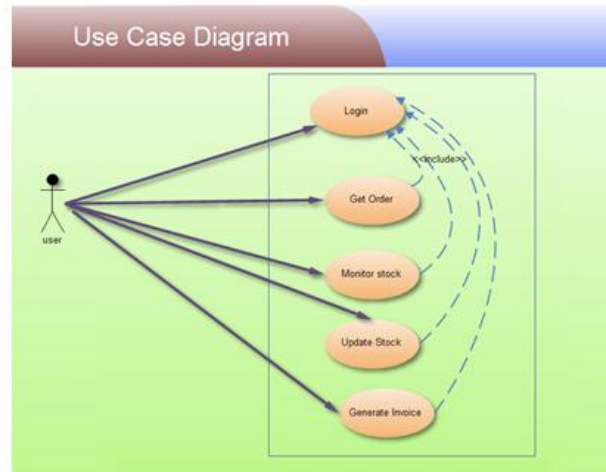 Use Case Diagram
Login
<<include>>
Get Order
user
Monitor stock
Update Stock
Generate Invoice